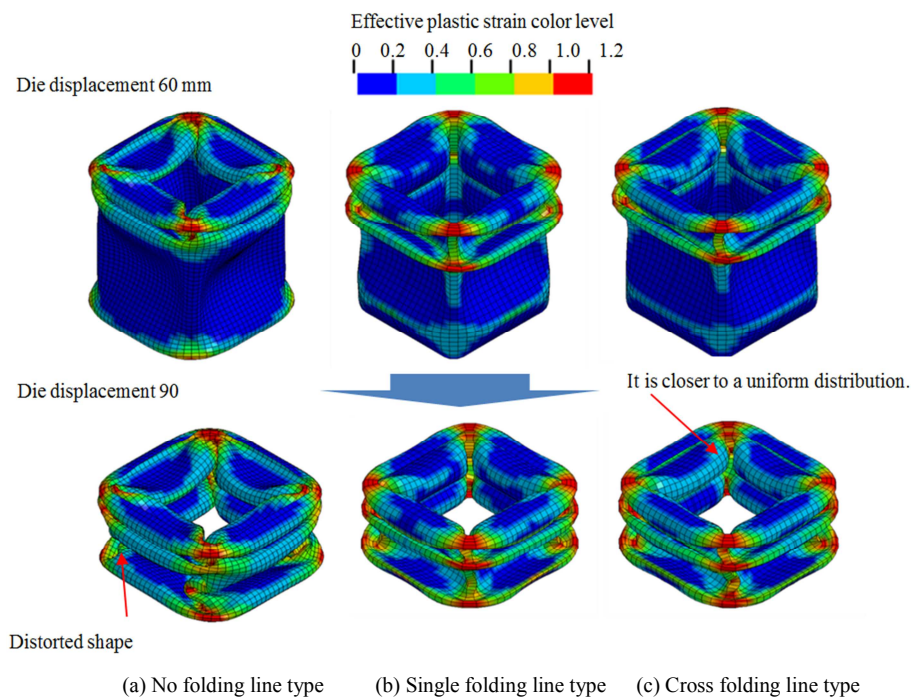 Effective plastic strain color level
0 0.2 0.4 0.6 0.8 1.0 1.2
Die displacement 60 mm
Die displacement 90
It is closer to a uniform distribution.
Distorted shape
(a) No folding line type (b) Single folding line type (c) Cross folding line type